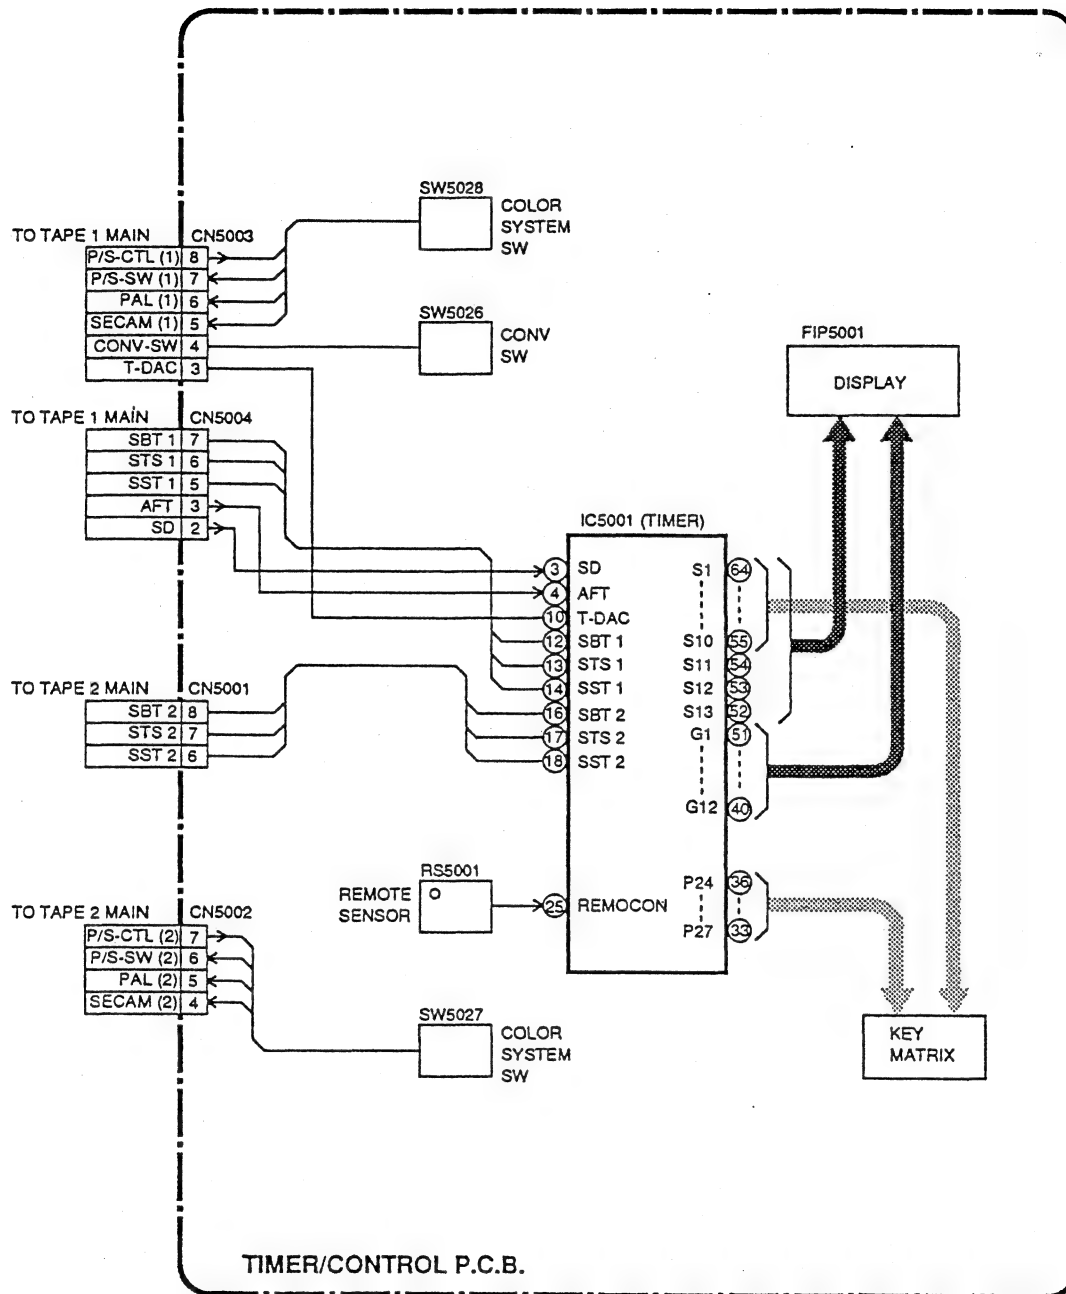 SW5028
COLOR
SYSTEM
SW
TO TAPE 1 MAIN CN5003
P/S-CTL (1) 8
P/S-SW (1) 7
PAL (1) 6
SECAM (1) 5
CONV-SW 4
T-DAC 3
SW5026
CONV
SW
FIP5001
DISPLAY
TO TAPE 1 MAIN CN5004
SBT 1 7
STS 1 6
SST 1 5
AFT 3
SD 2
IC5001 (TIMER)
3 SD S1 64
4 AFT
10 T-DAC
12 SBT 1 S10 55
13 STS 1 S11 54
14 SST 1 S12 53
16 SBT 2 S13 52
17 STS 2 G1 51
18 SST 2
G12 40
P24 36
25 REMOCON
P27 33
TO TAPE 2 MAIN CN5001
SBT 2 8
STS 2 7
SST 2 6
RS5001
REMOTE
SENSOR
TO TAPE 2 MAIN CN5002
P/S-CTL (2) 7
P/S-SW (2) 6
PAL (2) 5
SECAM (2) 4
SW5027
COLOR
SYSTEM
SW
KEY
MATRIX
TIMER/CONTROL P.C.B.